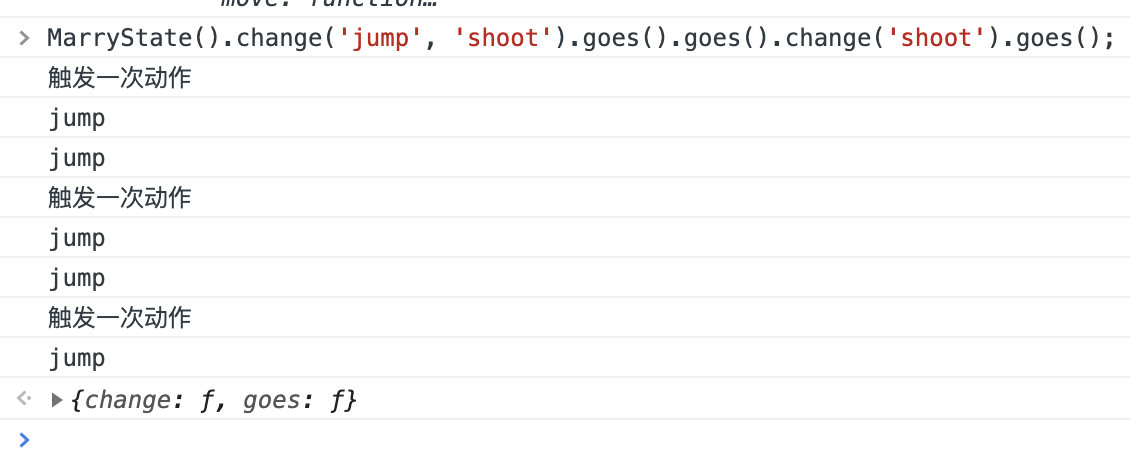 move: function…
> MarryState().change('jump', 'shoot').goes().goes().change('shoot').goes();
触发一次动作
jump
jump
触发一次动作
jump
jump
触发一次动作
jump
{change: ƒ, goes: ƒ}
>